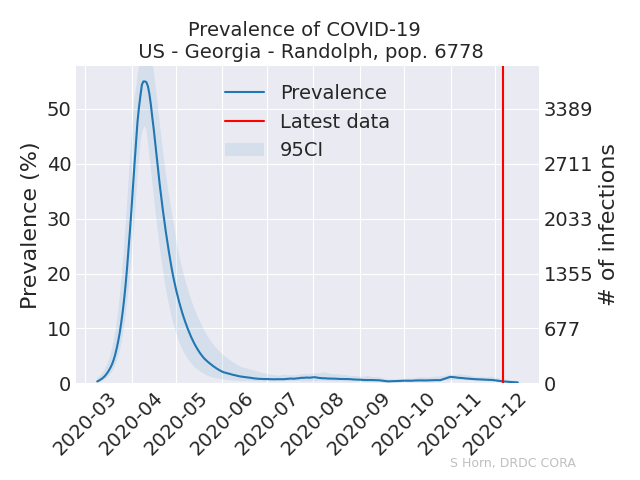 Prevalence of COVID-19
US - Georgia - Randolph, pop. 6778
Prevalence
Latest data
95CI
Prevalence (%)
50
40
30
20
10
0
3389
2711
2033
1355
677
0
# of infections
2020-03
2020-04
2020-05
2020-06
2020-07
2020-08
2020-09
2020-10
2020-11
2020-12
S Horn, DRDC CORA